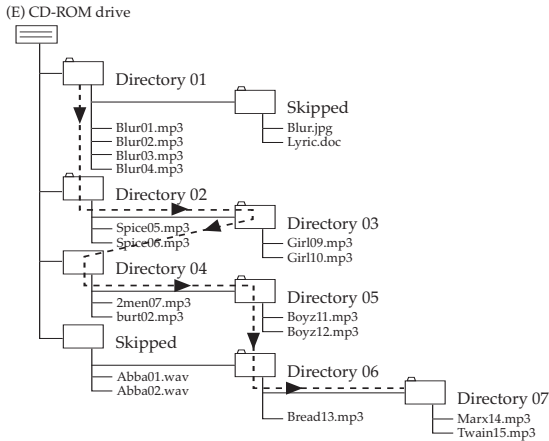 (E) CD-ROM drive
Directory 01
Skipped
Blur01.mp3
Blur02.mp3
Blur03.mp3
Blur04.mp3
Blur.jpg
Lyric.doc
Directory 02
Directory 03
Spice05.mp3
Spice06.mp3
Girl09.mp3
Girl10.mp3
Directory 04
Directory 05
2men07.mp3
burt02.mp3
Boyz11.mp3
Boyz12.mp3
Skipped
Directory 06
Abba01.wav
Abba02.wav
Directory 07
Bread13.mp3
Marx14.mp3
Twain15.mp3